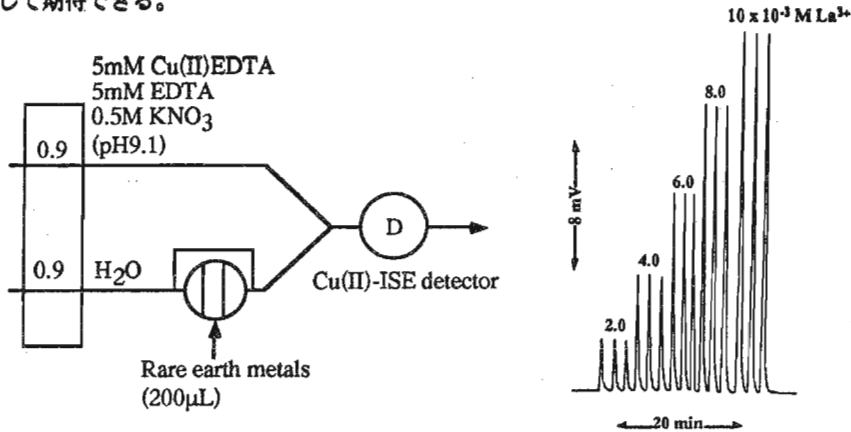 して期待できる。
5mM Cu(II)EDTA
5mM EDTA
0.5M KNO3
(pH9.1)
0.9
0.9
H2O
D
Cu(II)-ISE detector
Rare earth metals
(200μL)
10 x 10-3 M La3+
8.0
6.0
4.0
2.0
8 mV
20 min